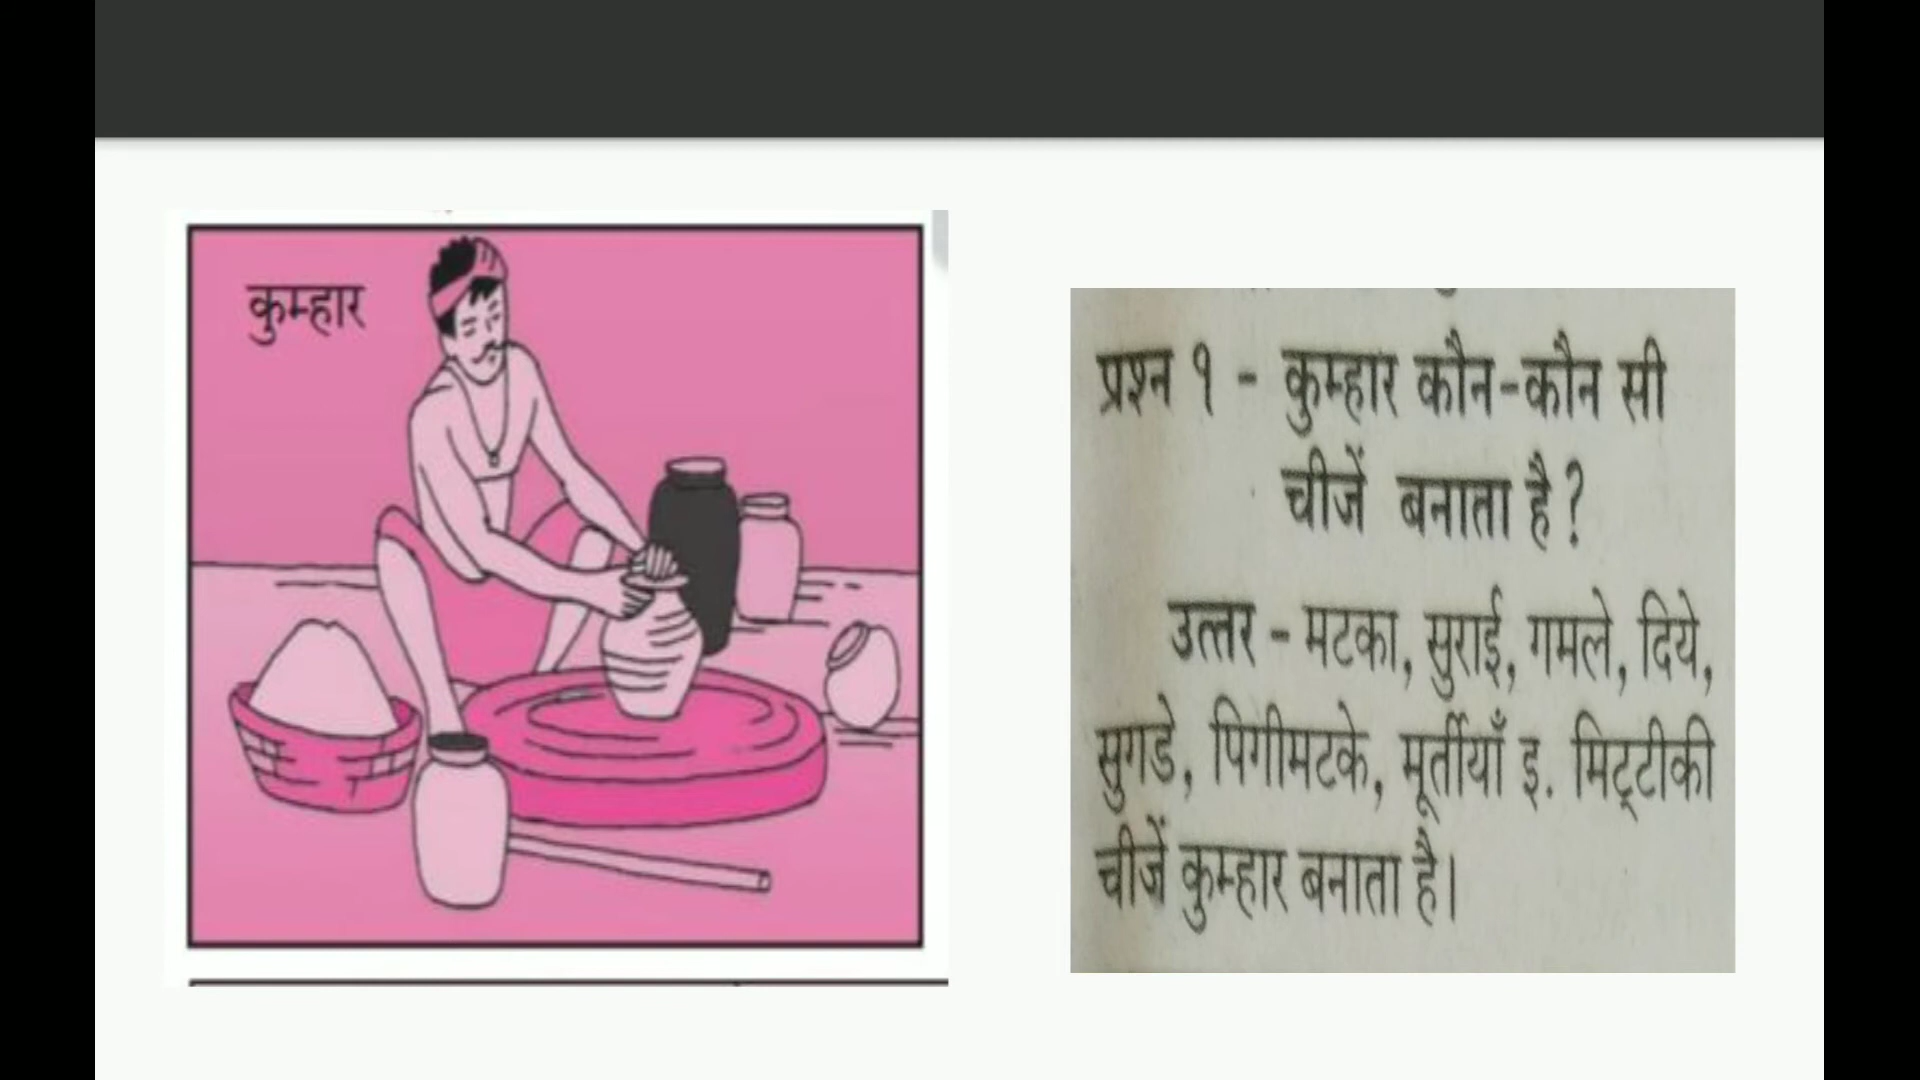 कुम्हार
प्रश्न १ - कुम्हार कौन-कौन सी
चीजें बनाता है?
उत्तर - मटका, सुराई, गमले, दिये,
सुगडे, पिगीमटके, मूर्तीयाँ इ. मिट्टीकी
चीजें कुम्हार बनाता है।